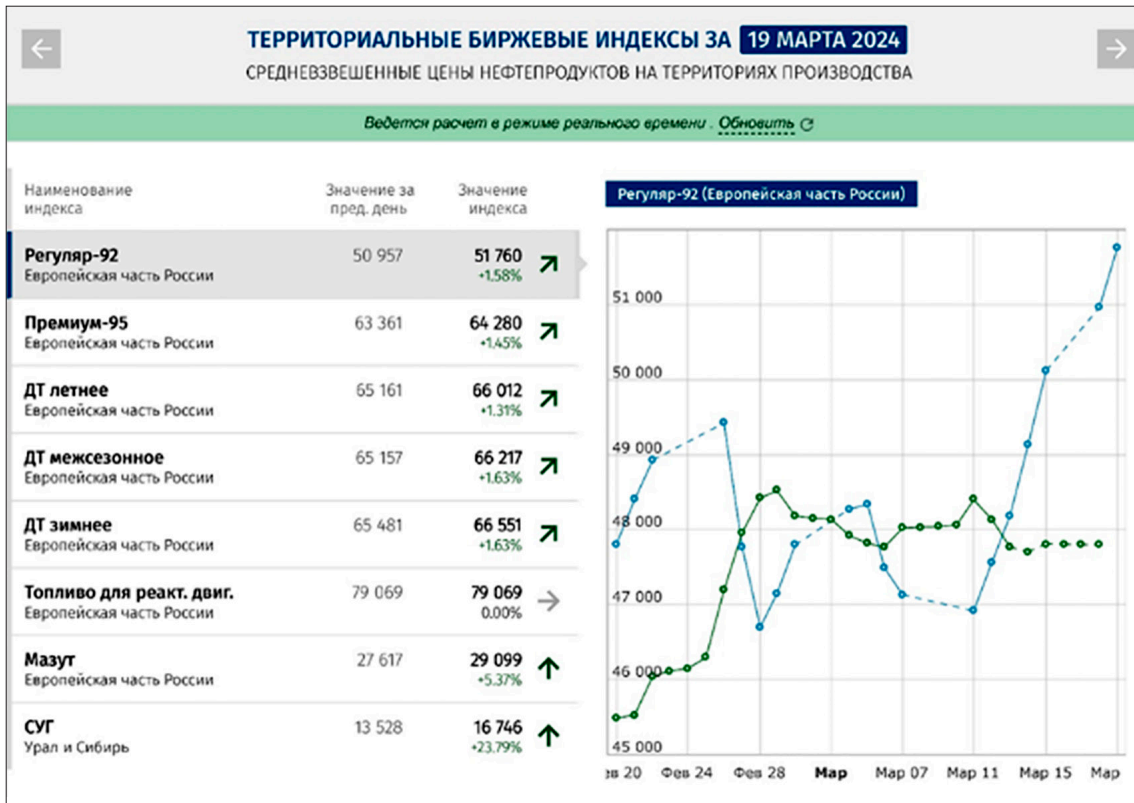 ТЕРРИТОРИАЛЬНЫЕ БИРЖЕВЫЕ ИНДЕКСЫ ЗА 19 МАРТА 2024
СРЕДНЕВЗВЕШЕННЫЕ ЦЕНЫ НЕФТЕПРОДУКТОВ НА ТЕРРИТОРИЯХ ПРОИЗВОДСТВА
Ведется расчет в режиме реального времени . Обновить
Наименование индекса
Значение за пред. день
Значение индекса
Регуляр-92 50 957 51 760
Европейская часть России +1.58%
Премиум-95 63 361 64 280
Европейская часть России +1.45%
ДТ летнее 65 161 66 012
Европейская часть России +1.31%
ДТ межсезонное 65 157 66 217
Европейская часть России +1.63%
ДТ зимнее 65 481 66 551
Европейская часть России +1.63%
Топливо для реакт. двиг. 79 069 79 069
Европейская часть России 0.00%
Мазут 27 617 29 099
Европейская часть России +5.37%
СУГ 13 528 16 746
Урал и Сибирь +23.79%
Регуляр-92 (Европейская часть России)
51 000
50 000
49 000
48 000
47 000
46 000
45 000
ев 20 Фев 24 Фев 28 Мар Мар 07 Мар 11 Мар 15 Мар